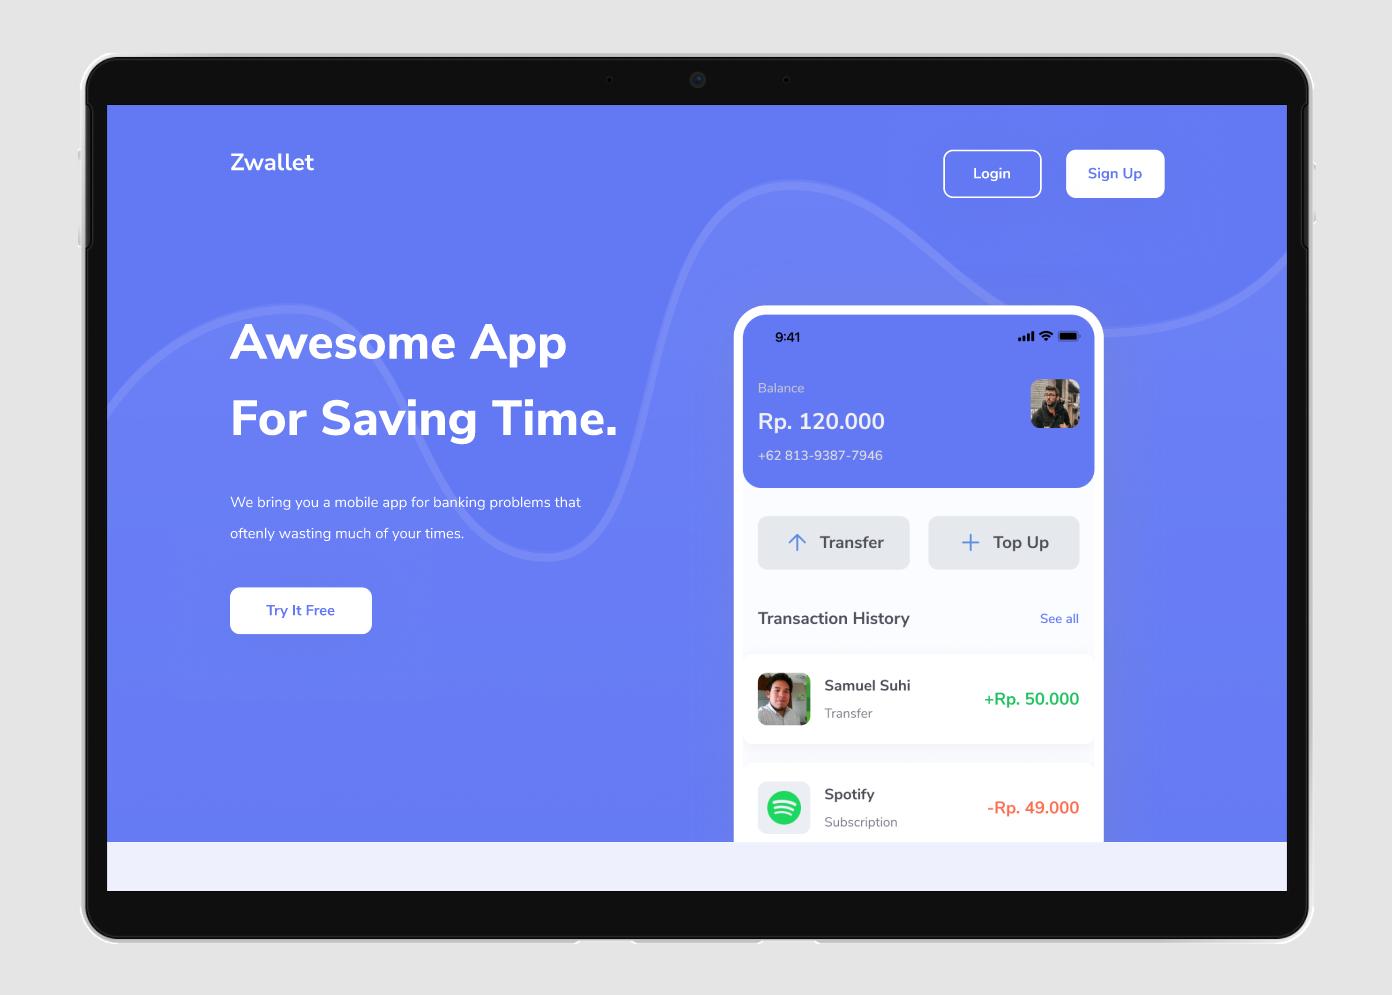 Zwallet
Login
Sign Up
Awesome App
For Saving Time.
We bring you a mobile app for banking problems that
oftenly wasting much of your times.
Try It Free
9:41
Balance
Rp. 120.000
+62 813-9387-7946
Transfer
Top Up
Transaction History
See all
Samuel Suhi
Transfer
+Rp. 50.000
Spotify
Subscription
-Rp. 49.000